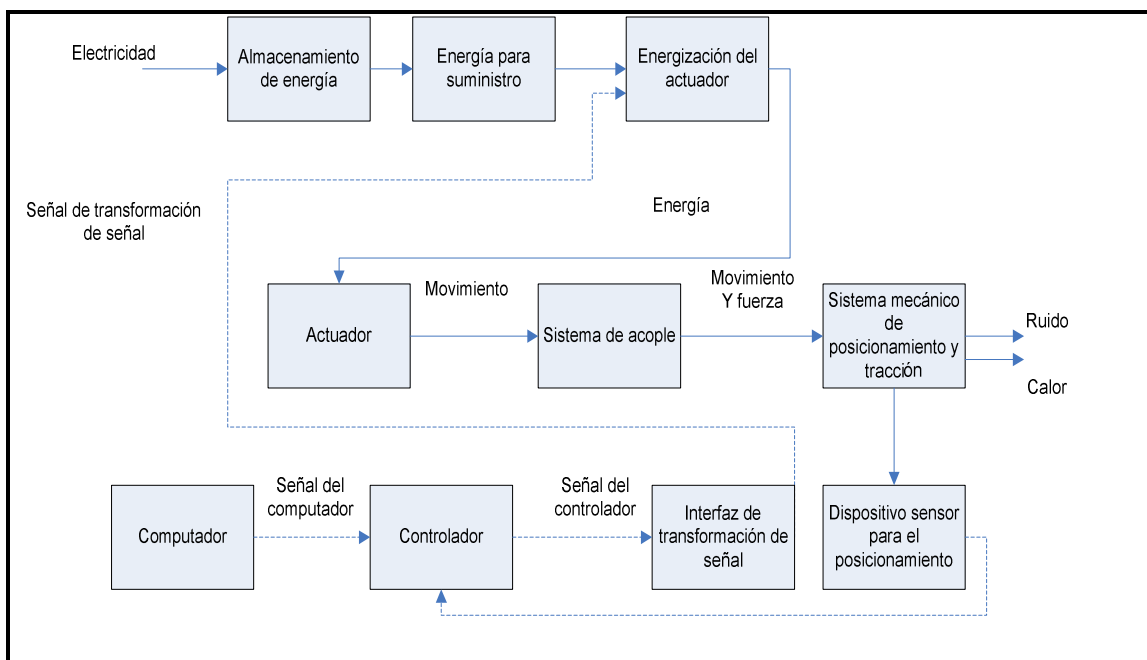 Electricidad
Almacenamiento
de energía
Energía para
suministro
Energización del
actuador
Señal de transformación
de señal
Energía
Actuador
Movimiento
Sistema de acople
Movimiento
Y fuerza
Sistema mecánico
de
posicionamiento y
tracción
Ruido
Calor
Computador
Señal del
computador
Controlador
Señal del
controlador
Interfaz de
transformación de
señal
Dispositivo sensor
para el
posicionamiento